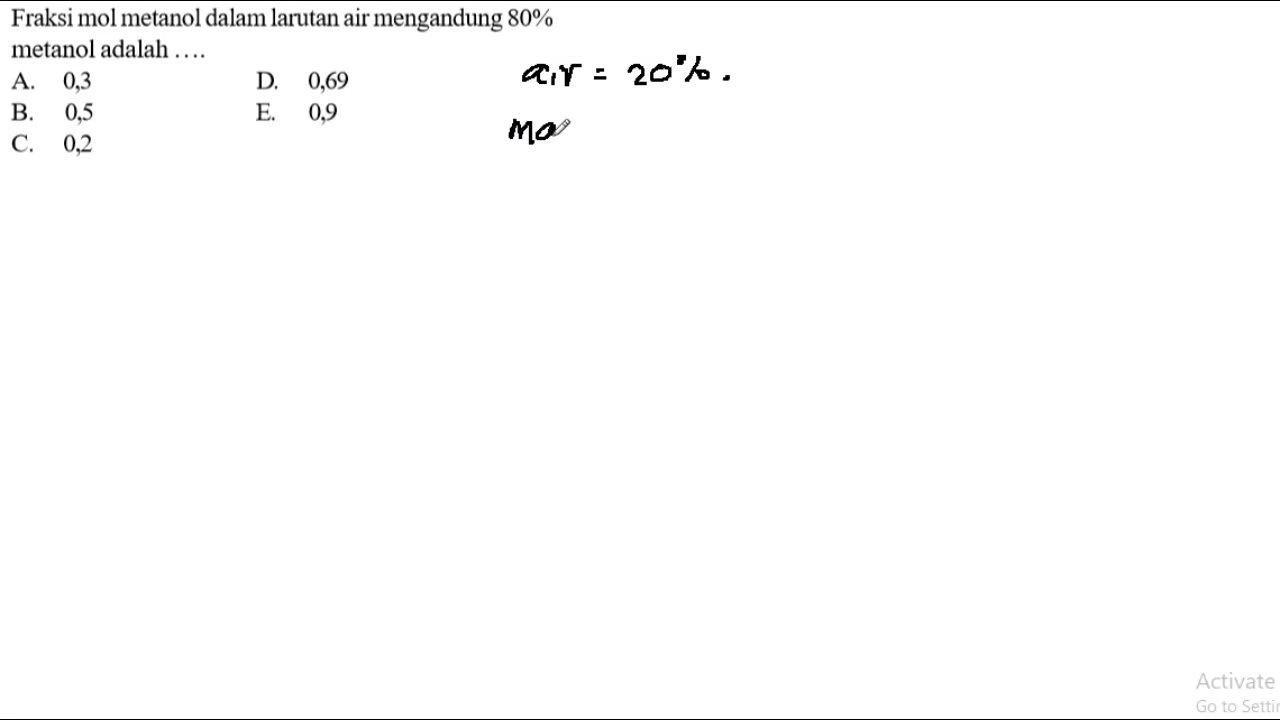 Fraksi mol metanol dalam larutan air mengandung 80%
metanol adalah ....
A. 0,3
B. 0,5
C. 0,2
D. 0,69
E. 0,9
air = 20% .
Ma
Activate
Go to Settin